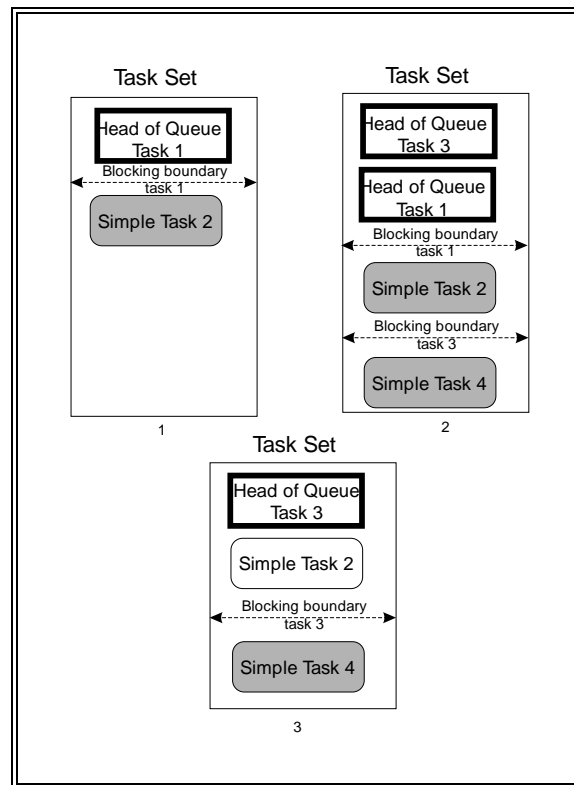 Task Set
Head of Queue
Task 1
Blocking boundary
task 1
Simple Task 2
1
Task Set
Head of Queue
Task 3
Head of Queue
Task 1
Blocking boundary
task 1
Simple Task 2
Blocking boundary
task 3
Simple Task 4
2
Task Set
Head of Queue
Task 3
Simple Task 2
Blocking boundary
task 3
Simple Task 4
3